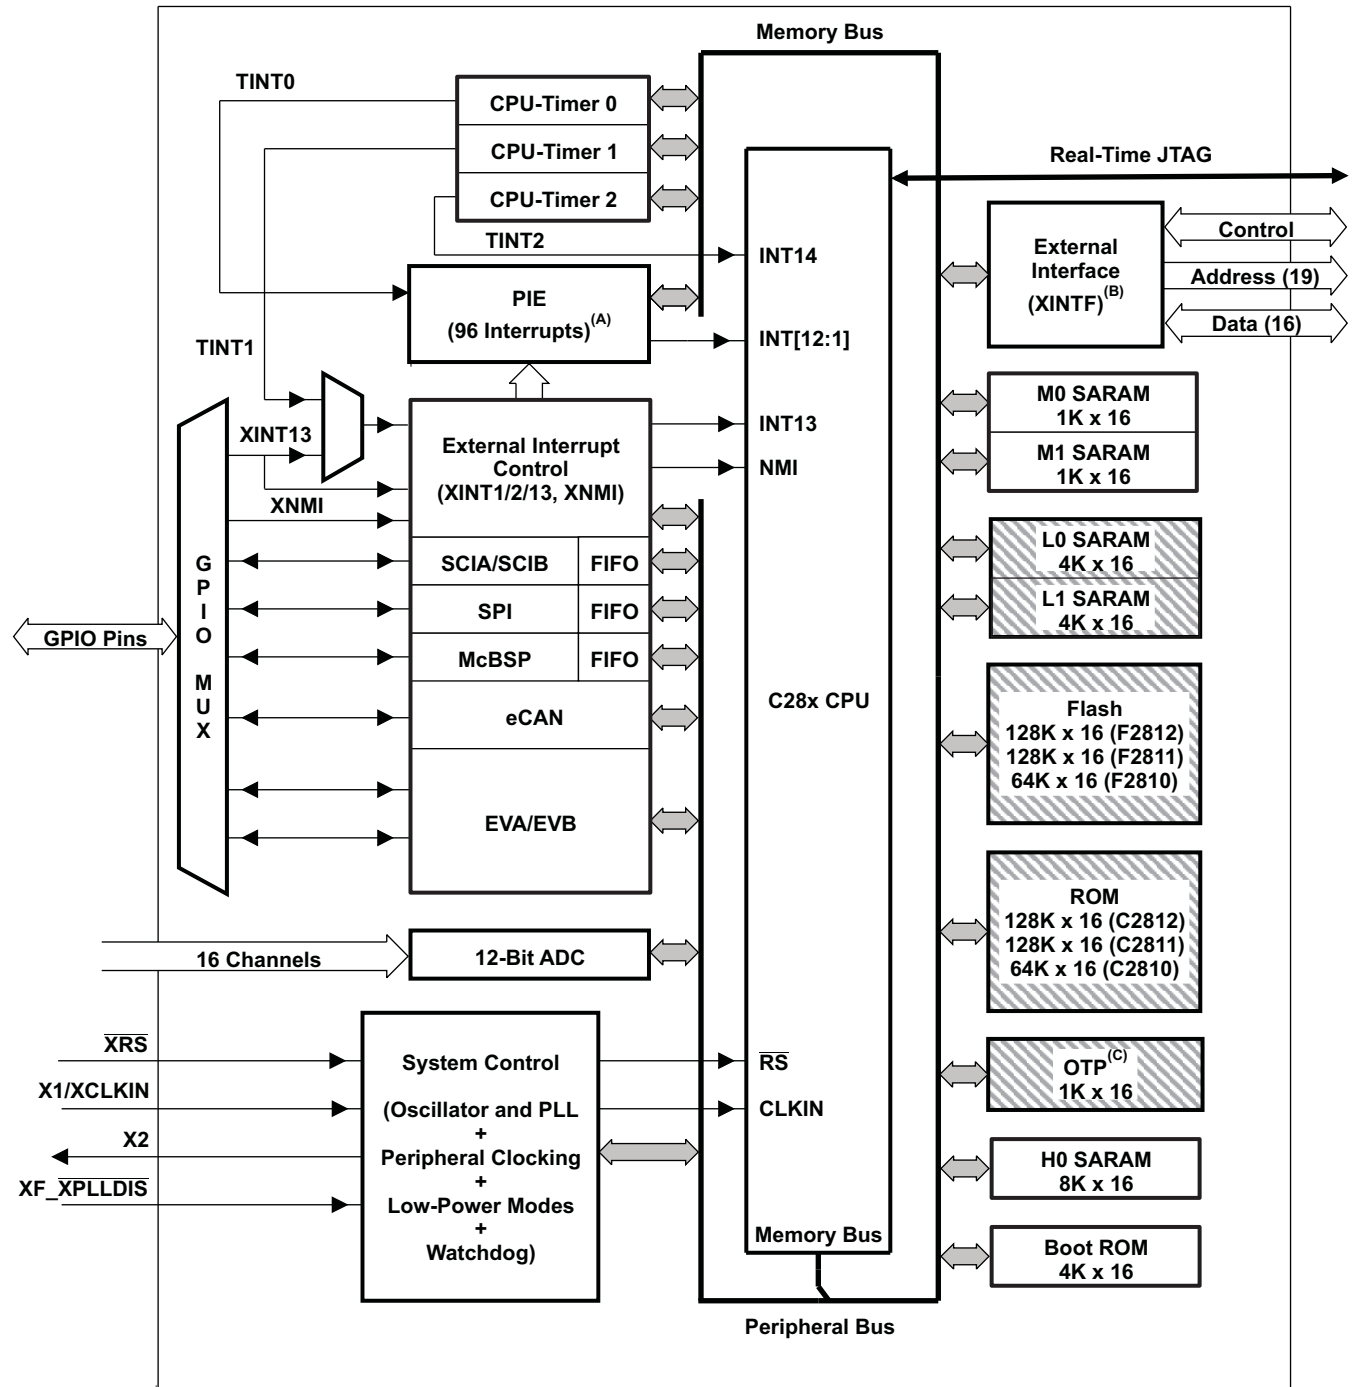 Memory Bus
TINT0
CPU-Timer 0
CPU-Timer 1
CPU-Timer 2
TINT2
Real-Time JTAG
INT14
External
Interface
(XINTF)(B)
Control
Address (19)
Data (16)
PIE
(96 Interrupts)(A)
INT[12:1]
TINT1
XINT13
XNMI
External Interrupt
Control
(XINT1/2/13, XNMI)
INT13
NMI
M0 SARAM
1K x 16
M1 SARAM
1K x 16
L0 SARAM
4K x 16
L1 SARAM
4K x 16
GPIO Pins
G
P
I
O
M
U
X
SCIA/SCIB
FIFO
SPI
FIFO
McBSP
FIFO
eCAN
EVA/EVB
C28x CPU
Flash
128K x 16 (F2812)
128K x 16 (F2811)
64K x 16 (F2810)
ROM
128K x 16 (C2812)
128K x 16 (C2811)
64K x 16 (C2810)
16 Channels
12-Bit ADC
XRS
X1/XCLKIN
X2
XF_XPLLDIS
System Control
(Oscillator and PLL
+
Peripheral Clocking
+
Low-Power Modes
+
Watchdog)
RS
CLKIN
OTP(C)
1K x 16
H0 SARAM
8K x 16
Boot ROM
4K x 16
Memory Bus
Peripheral Bus